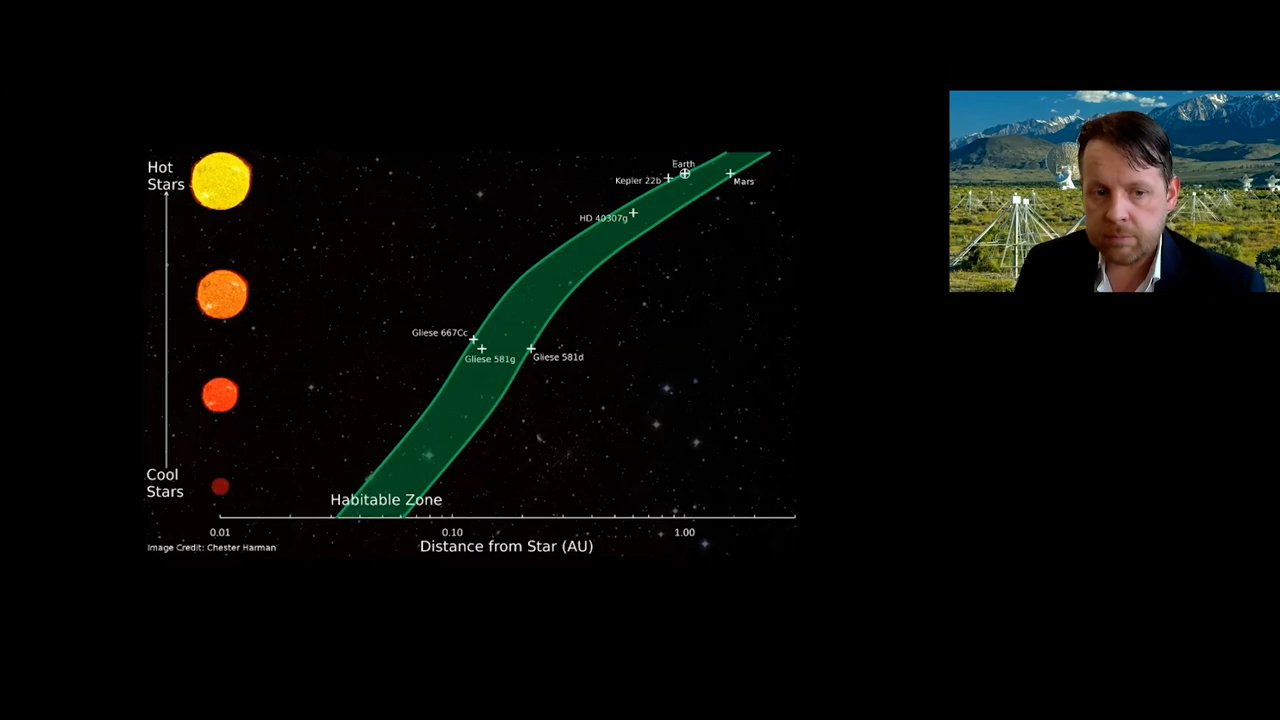 Hot
Stars
Earth
Kepler 22b
Mars
HD 40307g
Gliese 667Cc
Gliese 581g
Gliese 581d
Cool
Stars
Habitable Zone
0.01
0.10
1.00
Distance from Star (AU)
Image Credit: Chester Harman